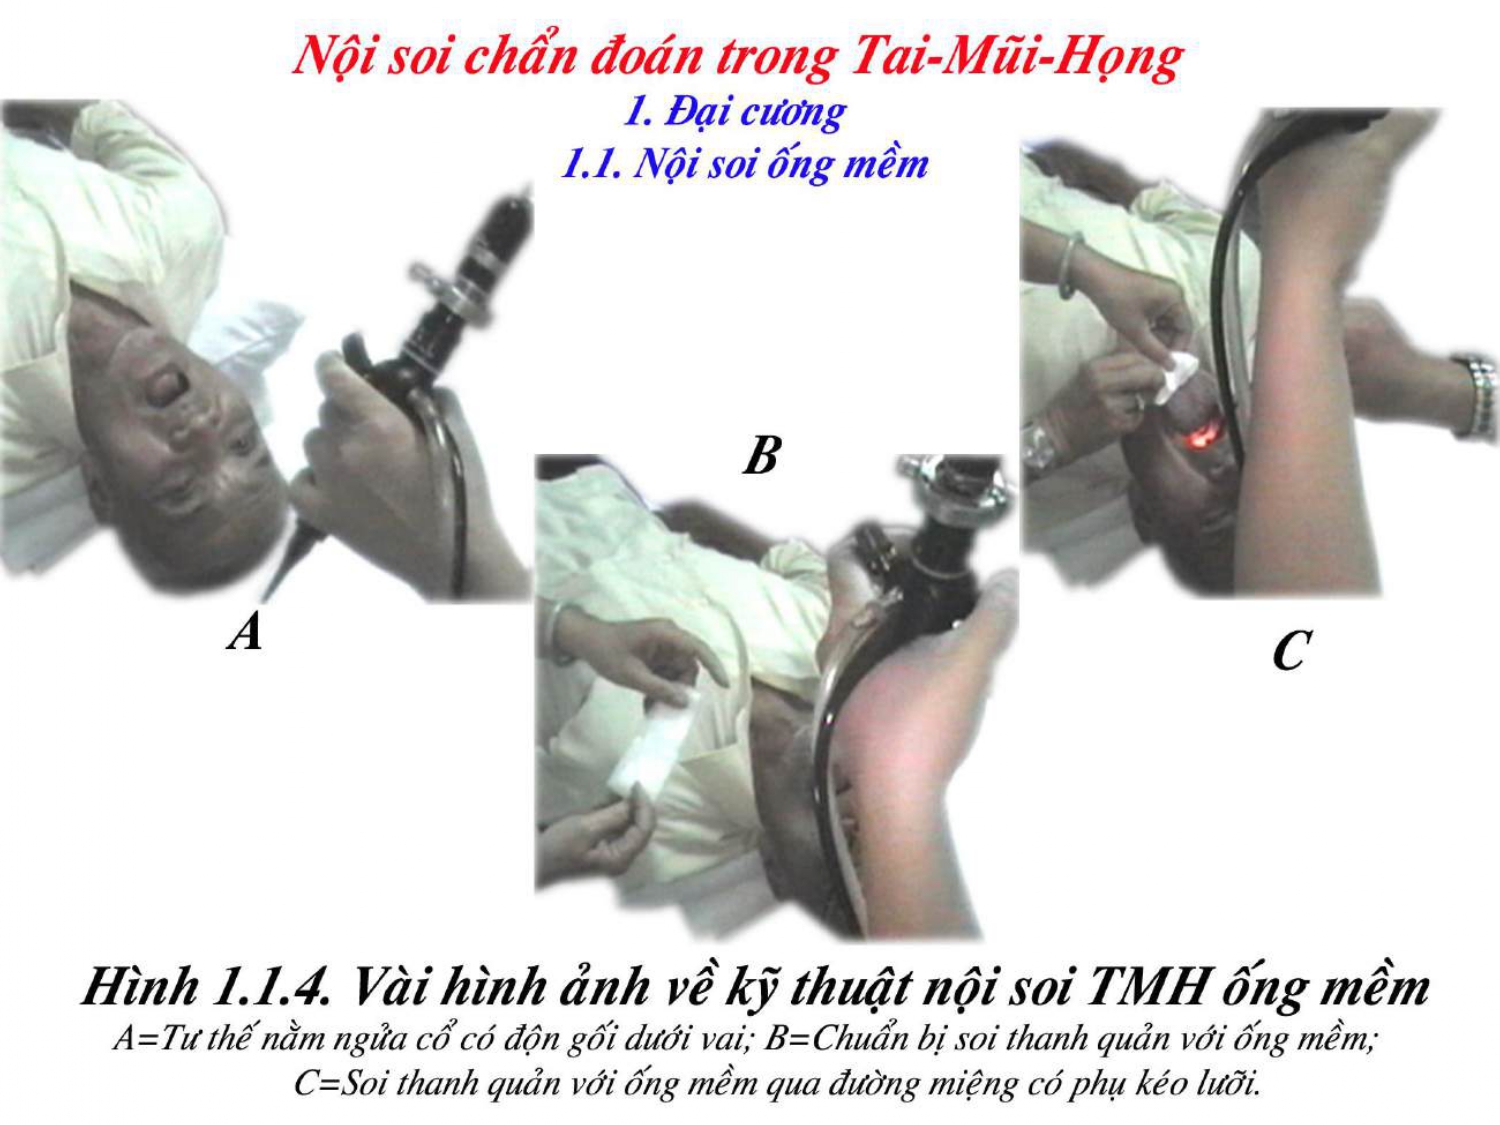 Nội soi chẩn đoán trong Tai-Mũi-Họng
1. Đại cương
1.1. Nội soi ống mềm
A
B
C
Hình 1.1.4. Vài hình ảnh về kỹ thuật nội soi TMH ống mềm
A=Tư thế nằm ngửa cổ có độn gối dưới vai; B=Chuẩn bị soi thanh quản với ống mềm;
C=Soi thanh quản với ống mềm qua đường miệng có phụ kéo lưỡi.